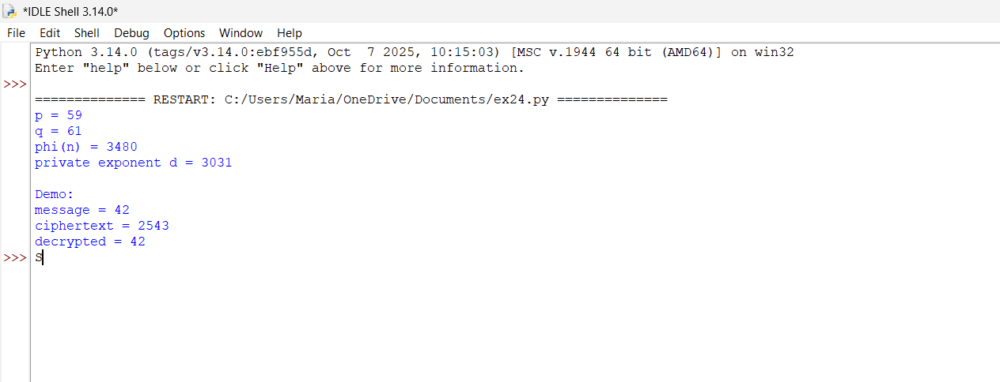 *IDLE Shell 3.14.0*
File Edit Shell Debug Options Window Help
Python 3.14.0 (tags/v3.14.0:ebf955d, Oct  7 2025, 10:15:03) [MSC v.1944 64 bit (AMD64)] on win32
Enter "help" below or click "Help" above for more information.
>>>
============== RESTART: C:/Users/Maria/OneDrive/Documents/ex24.py ==============
p = 59
q = 61
phi(n) = 3480
private exponent d = 3031
Demo:
message = 42
ciphertext = 2543
decrypted = 42
>>> S